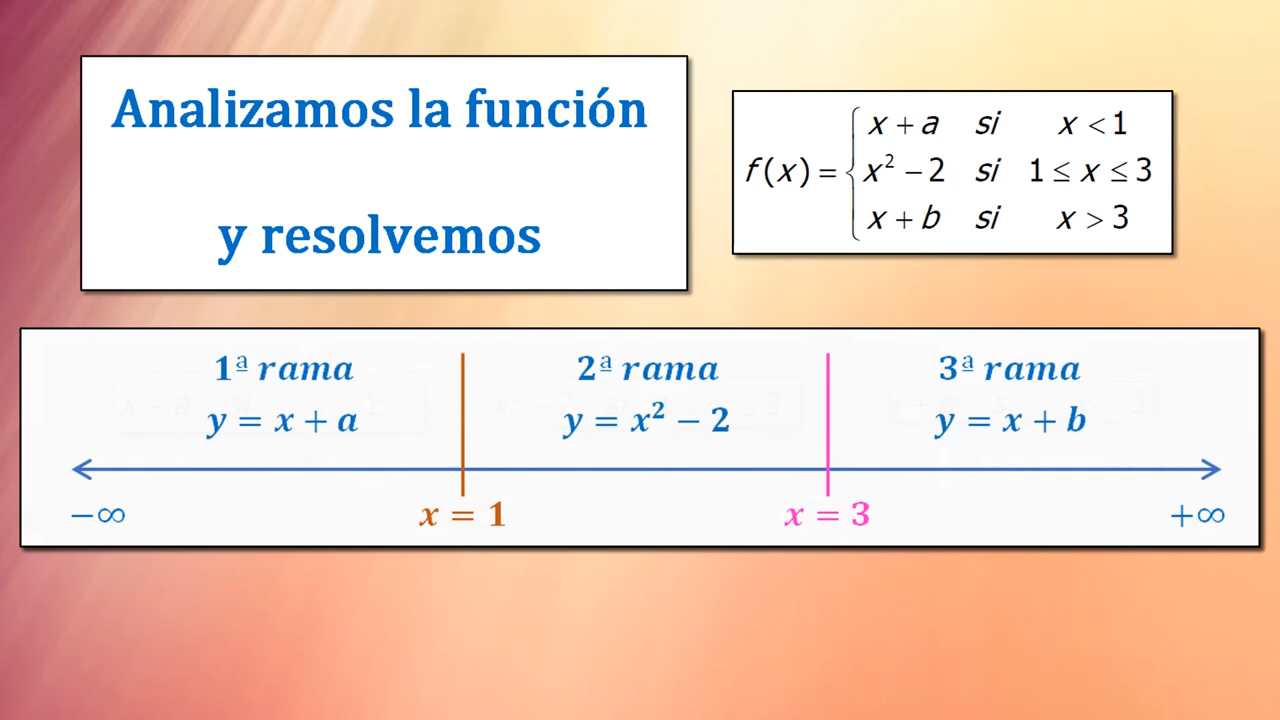 Analizamos la función
y resolvemos
f(x) = { x + a si x < 1
x² − 2 si 1 ≤ x ≤ 3
x + b si x > 3
1ª rama 2ª rama 3ª rama
y = x + a y = x² − 2 y = x + b
−∞ x = 1 x = 3 +∞